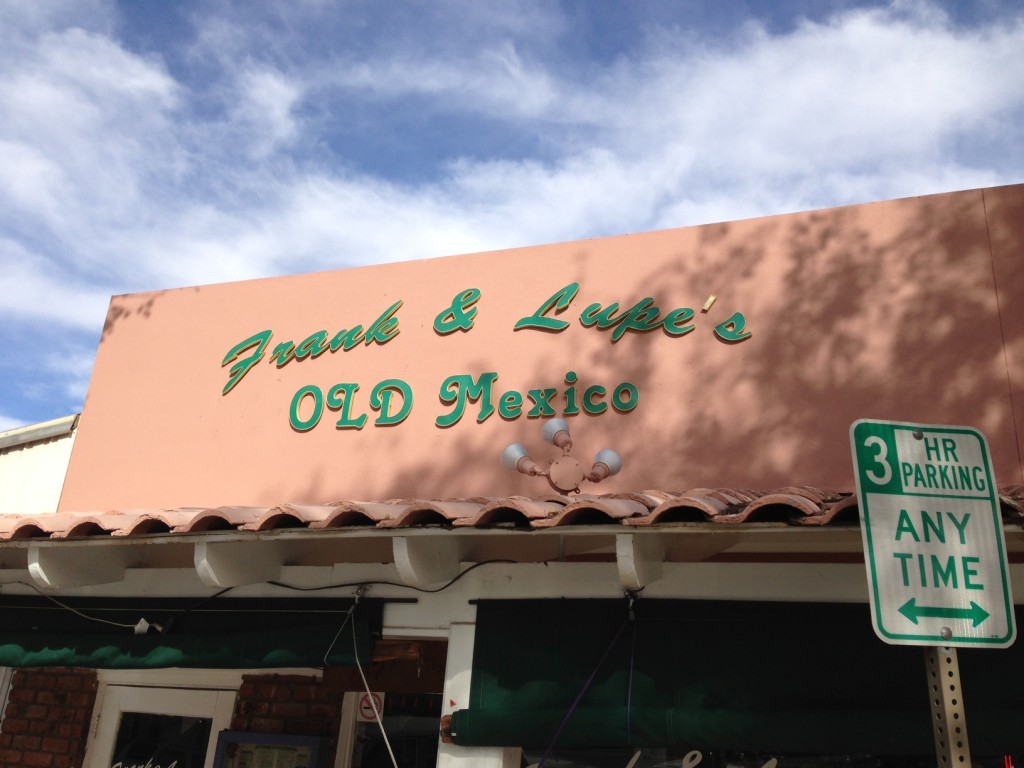 Frank & Lupe's
OLD Mexico
3 HR
PARKING
ANY
TIME